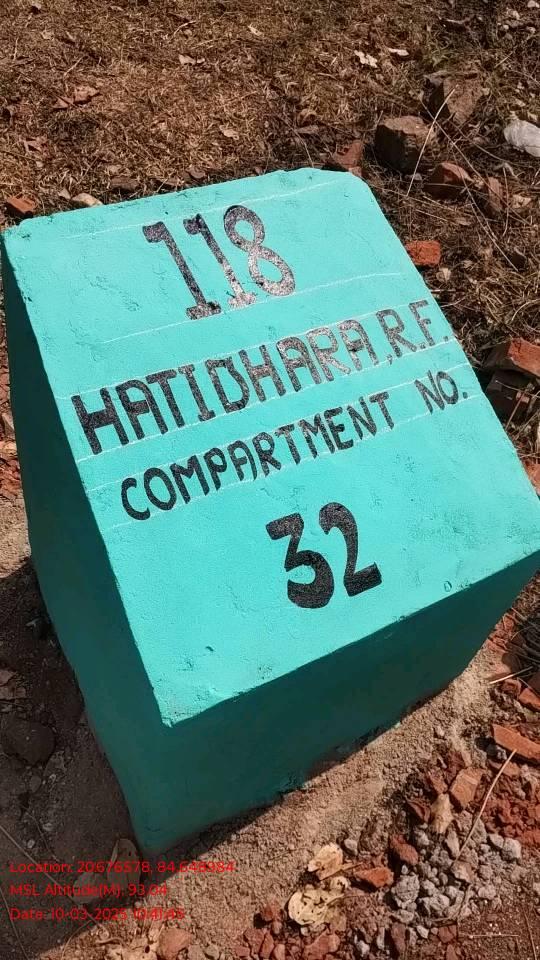 118
HATIDHARA.R.F.
COMPARTMENT NO.
32
Location: 20.676578, 84.648984
MSL Altitude(M): 93.04
Date: 10-03-2025 10:41:45